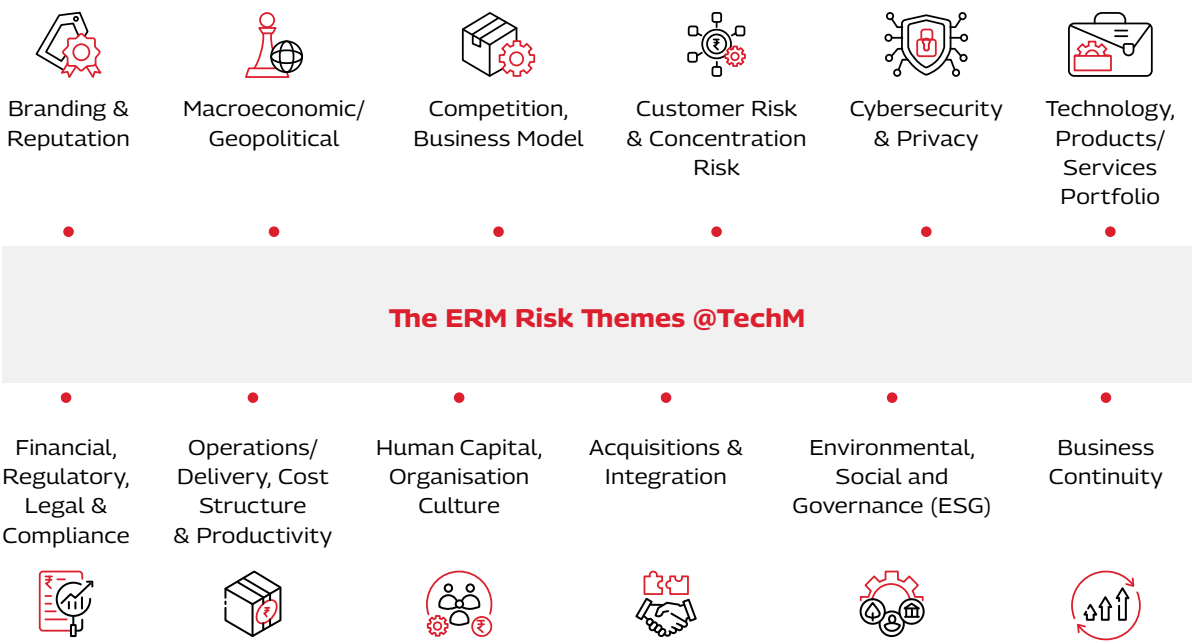 Branding &
Reputation
Macroeconomic/
Geopolitical
Competition,
Business Model
Customer Risk
& Concentration
Risk
Cybersecurity
& Privacy
Technology,
Products/
Services
Portfolio
The ERM Risk Themes @TechM
Financial,
Regulatory,
Legal &
Compliance
Operations/
Delivery, Cost
Structure
& Productivity
Human Capital,
Organisation
Culture
Acquisitions &
Integration
Environmental,
Social and
Governance (ESG)
Business
Continuity